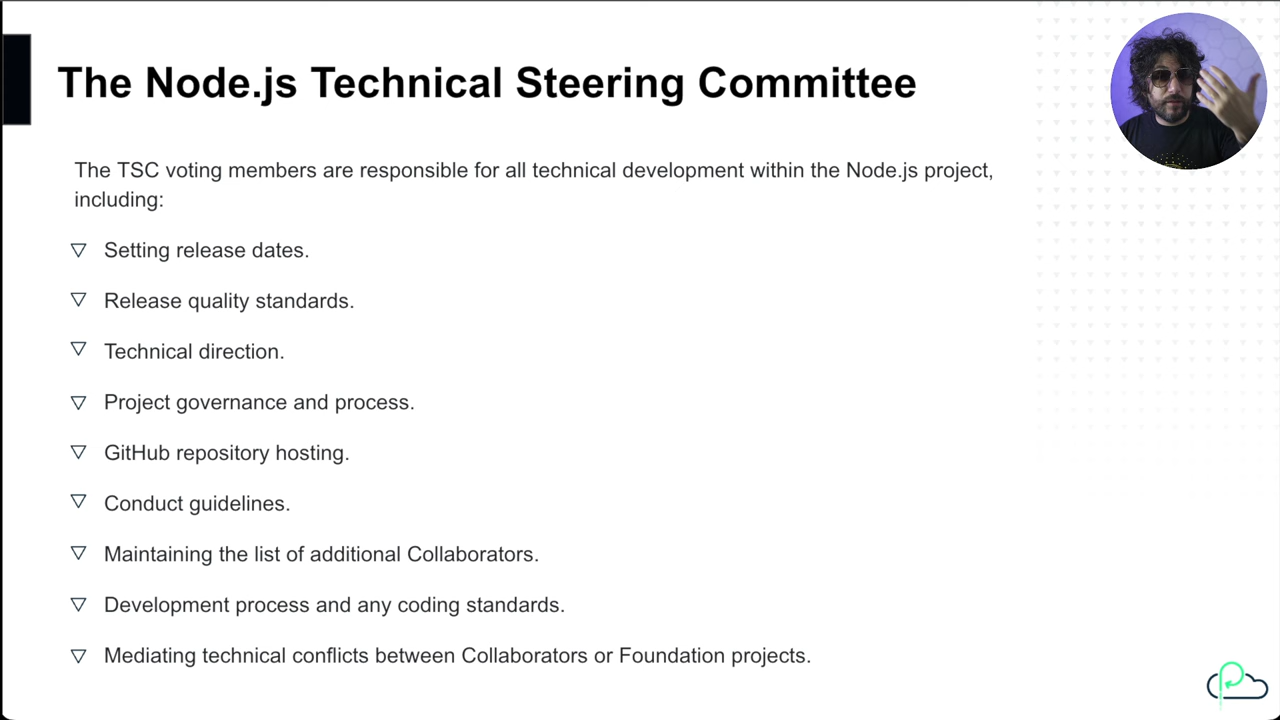 The Node.js Technical Steering Committee
The TSC voting members are responsible for all technical development within the Node.js project,
including:
Setting release dates.
Release quality standards.
Technical direction.
Project governance and process.
GitHub repository hosting.
Conduct guidelines.
Maintaining the list of additional Collaborators.
Development process and any coding standards.
Mediating technical conflicts between Collaborators or Foundation projects.